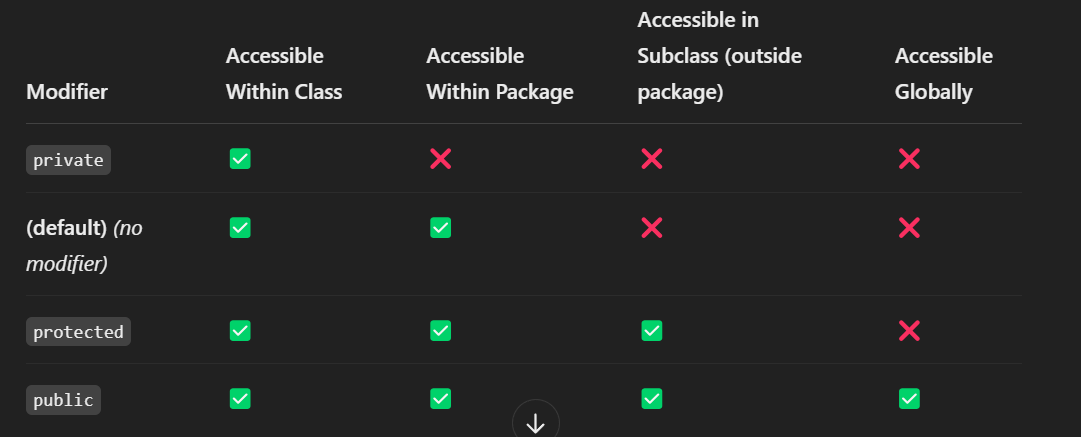 Modifier
Accessible
Within Class
Accessible
Within Package
Accessible in
Subclass (outside
package)
Accessible
Globally
private ✅ ❌ ❌ ❌
(default) (no ✅ ✅ ❌ ❌
modifier)
protected ✅ ✅ ✅ ❌
public ✅ ✅ ✅ ✅